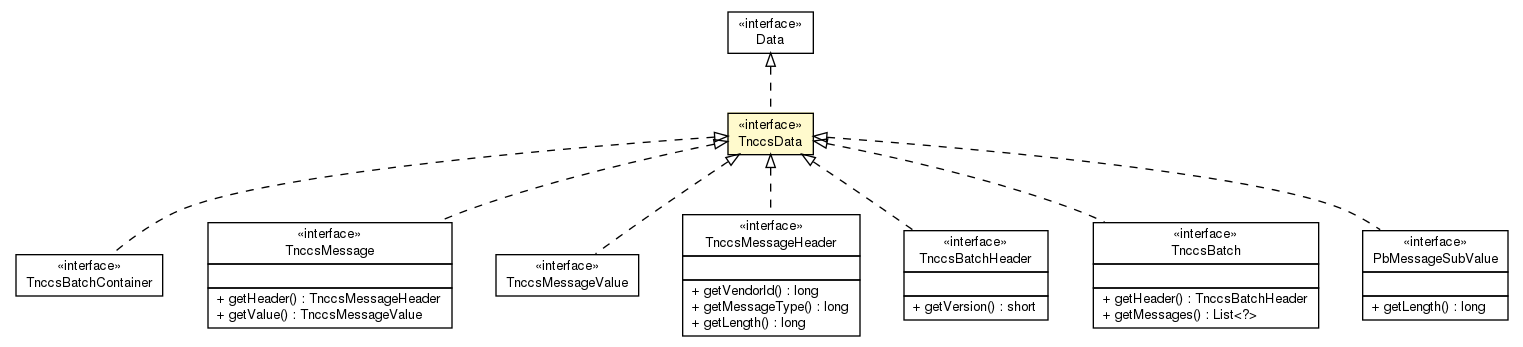 «interface»
Data
«interface»
TnccsData
«interface»
TnccsBatchContainer
«interface»
TnccsMessage
+ getHeader() : TnccsMessageHeader
+ getValue() : TnccsMessageValue
«interface»
TnccsMessageValue
«interface»
TnccsMessageHeader
+ getVendorId() : long
+ getMessageType() : long
+ getLength() : long
«interface»
TnccsBatchHeader
+ getVersion() : short
«interface»
TnccsBatch
+ getHeader() : TnccsBatchHeader
+ getMessages() : List<?>
«interface»
PbMessageSubValue
+ getLength() : long